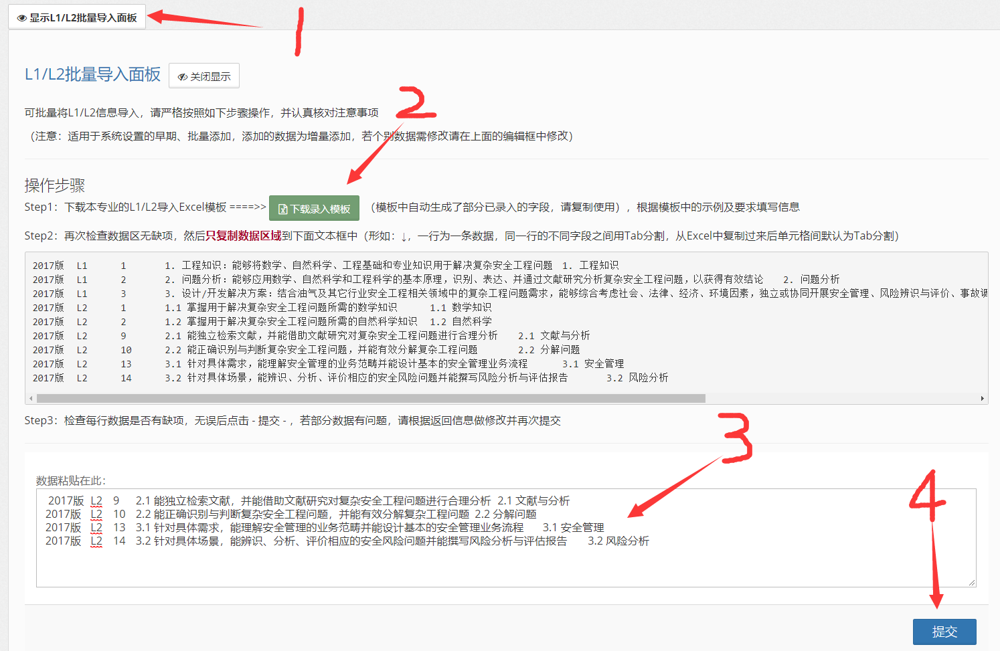 显示L1/L2批量导入面板
1
L1/L2批量导入面板 关闭显示
2
可批量将L1/L2信息导入，请严格按照如下步骤操作，并认真核对注意事项
（注意：适用于系统设置的早期、批量添加，添加的数据为增量添加，若个别数据需修改请在上面的编辑框中修改）
操作步骤
Step1：下载本专业的L1/L2导入Excel模板 ====>> 下载录入模板 （模板中自动生成了部分已录入的字段，请复制使用），根据模板中的示例及要求填写信息
Step2：再次检查数据区无缺项，然后只复制数据区域到下面文本框中（形如：↓，一行为一条数据，同一行的不同字段之间用Tab分割，从Excel中复制过来后单元格间默认为Tab分割）
2017版 L1 1 1. 工程知识：能够将数学、自然科学、工程基础和专业知识用于解决复杂安全工程问题 1. 工程知识
2017版 L1 2 2. 问题分析：能够应用数学、自然科学和工程科学的基本原理，识别、表达、并通过文献研究分析复杂安全工程问题，以获得有效结论 2. 问题分析
2017版 L1 3 3. 设计/开发解决方案：结合油气及其它行业安全工程相关领域中的复杂工程问题需求，能够综合考虑社会、法律、经济、环境因素，独立或协同开展安全管理、风险辨识与评价、事故调
2017版 L2 1 1.1 掌握用于解决复杂安全工程问题所需的数学知识 1.1 数学知识
2017版 L2 2 1.2 掌握用于解决复杂安全工程问题所需的自然科学知识 1.2 自然科学
2017版 L2 9 2.1 能独立检索文献，并能借助文献研究对复杂安全工程问题进行合理分析 2.1 文献与分析
2017版 L2 10 2.2 能正确识别与判断复杂安全工程问题，并能有效分解复杂工程问题 2.2 分解问题
2017版 L2 13 3.1 针对具体需求，能理解安全管理的业务范畴并能设计基本的安全管理业务流程 3.1 安全管理
2017版 L2 14 3.2 针对具体场景，能辨识、分析、评价相应的安全风险问题并能撰写风险分析与评估报告 3.2 风险分析
Step3：检查每行数据是否有缺项，无误后点击 - 提交 - ，若部分数据有问题，请根据返回信息做修改并再次提交
3
数据粘贴在此：
2017版 L2 9 2.1 能独立检索文献，并能借助文献研究对复杂安全工程问题进行合理分析 2.1 文献与分析
2017版 L2 10 2.2 能正确识别与判断复杂安全工程问题，并能有效分解复杂工程问题 2.2 分解问题
2017版 L2 13 3.1 针对具体需求，能理解安全管理的业务范畴并能设计基本的安全管理业务流程 3.1 安全管理
2017版 L2 14 3.2 针对具体场景，能辨识、分析、评价相应的安全风险问题并能撰写风险分析与评估报告 3.2 风险分析
4
提交